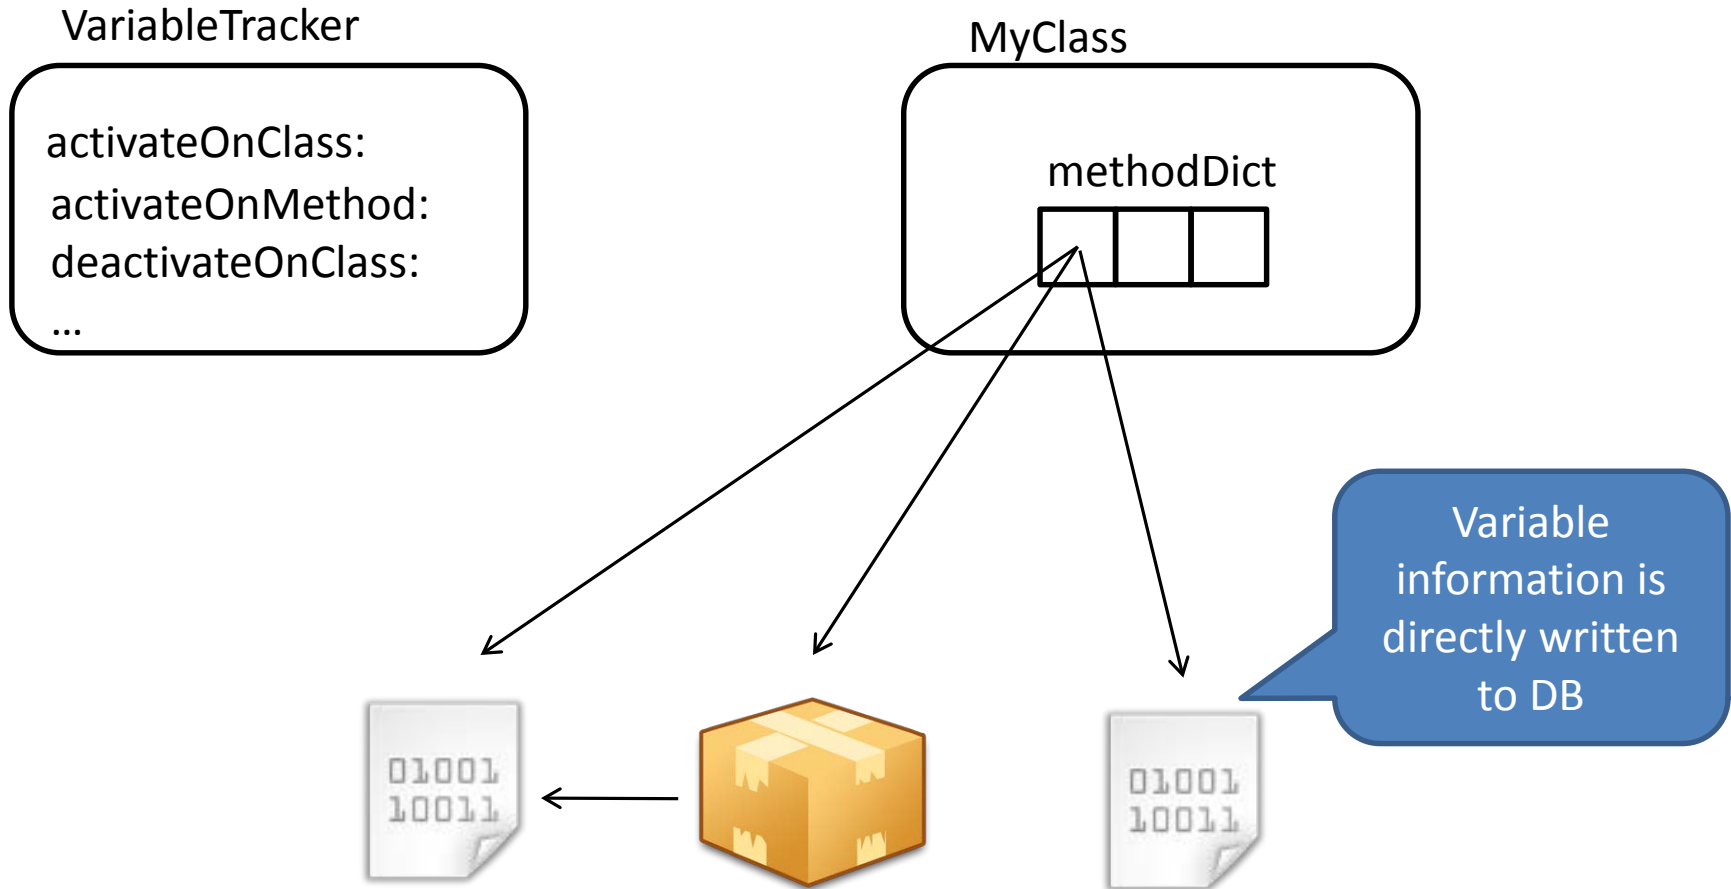 VariableTracker
activateOnClass:
activateOnMethod:
deactivateOnClass:
...
MyClass
methodDict
Variable
information is
directly written
to DB
01001
10011
01001
10011